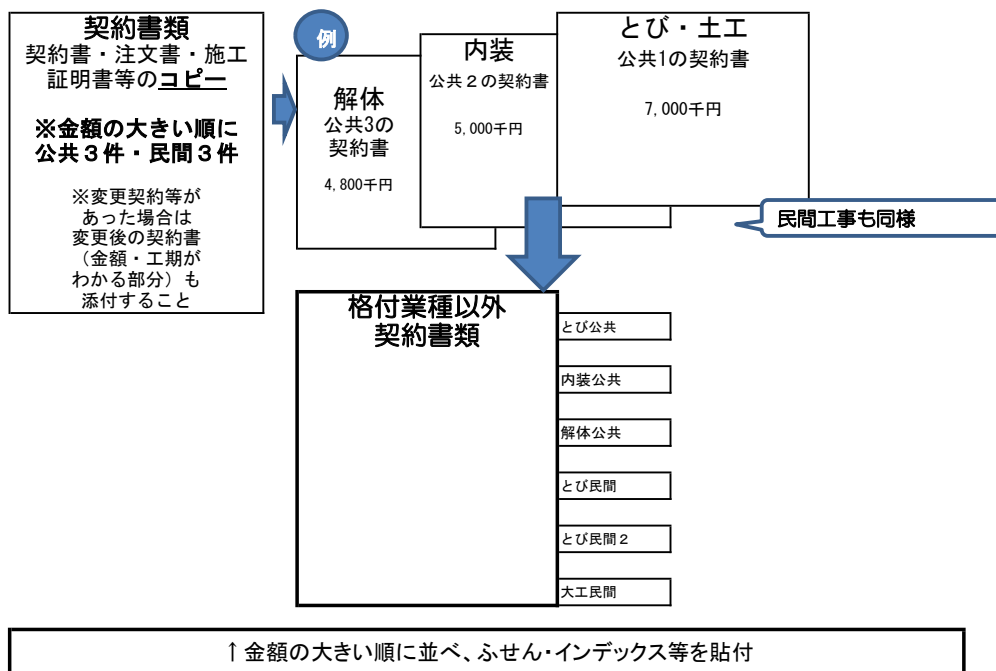 契約書類
契約書・注文書・施工
証明書等のコピー
※金額の大きい順に
公共３件・民間３件
※変更契約等が
あった場合は
変更後の契約書
（金額・工期が
わかる部分）も
添付すること
例
解体
公共3の
契約書
4,800千円
内装
公共２の契約書
5,000千円
とび・土工
公共1の契約書
7,000千円
民間工事も同様
格付業種以外
契約書類
とび公共
内装公共
解体公共
とび民間
とび民間２
大工民間
↑金額の大きい順に並べ、ふせん・インデックス等を貼付